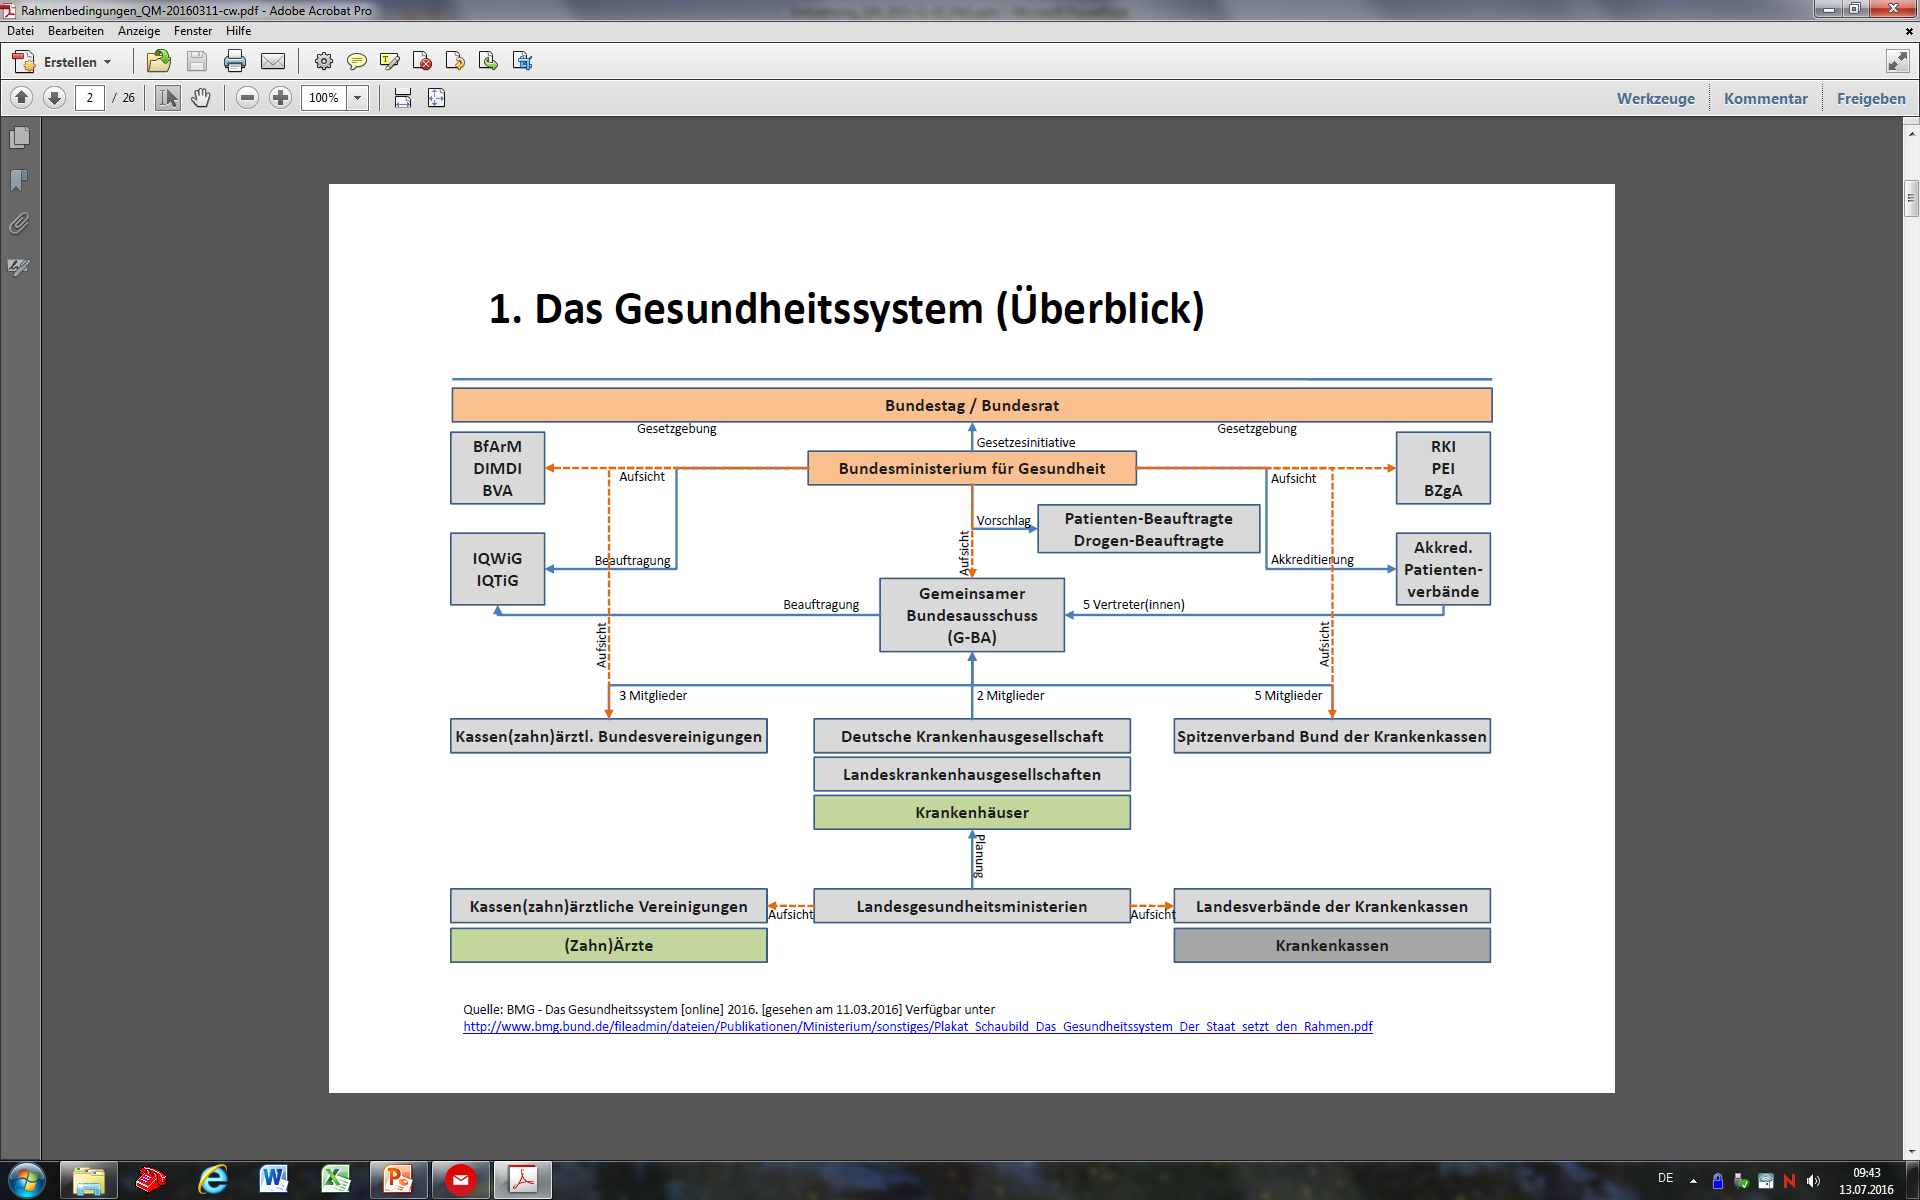 Rahmenbedingungen_QM-20160311-cw.pdf - Adobe Acrobat Pro
Datei Bearbeiten Anzeige Fenster Hilfe
Erstellen
2 / 26 100% Werkzeuge Kommentar Freigeben
1. Das Gesundheitssystem (Überblick)
Bundestag / Bundesrat
Gesetzgebung
Gesetzesinitiative
Gesetzgebung
BfArM
DIMDI
BVA
Aufsicht
Bundesministerium für Gesundheit
Aufsicht
RKI
PEI
BZgA
Vorschlag
Patienten-Beauftragte
Drogen-Beauftragte
Aufsicht
IQWiG
IQTiG
Beauftragung
Akkreditierung
Akkred.
Patienten-
verbände
Beauftragung
Gemeinsamer
Bundesausschuss
(G-BA)
5 Vertreter(innen)
Aufsicht
Aufsicht
3 Mitglieder
2 Mitglieder
5 Mitglieder
Kassen(zahn)ärztl. Bundesvereinigungen
Deutsche Krankenhausgesellschaft
Spitzenverband Bund der Krankenkassen
Landeskrankenhausgesellschaften
Krankenhäuser
Planung
Kassen(zahn)ärztliche Vereinigungen
Aufsicht
Landesgesundheitsministerien
Aufsicht
Landesverbände der Krankenkassen
(Zahn)Ärzte
Krankenkassen
Quelle: BMG - Das Gesundheitssystem [online] 2016. [gesehen am 11.03.2016] Verfügbar unter
http://www.bmg.bund.de/fileadmin/dateien/Publikationen/Ministerium/sonstiges/Plakat_Schaubild_Das_Gesundheitssystem_Der_Staat_setzt_den_Rahmen.pdf
DE
09:43
13.07.2016